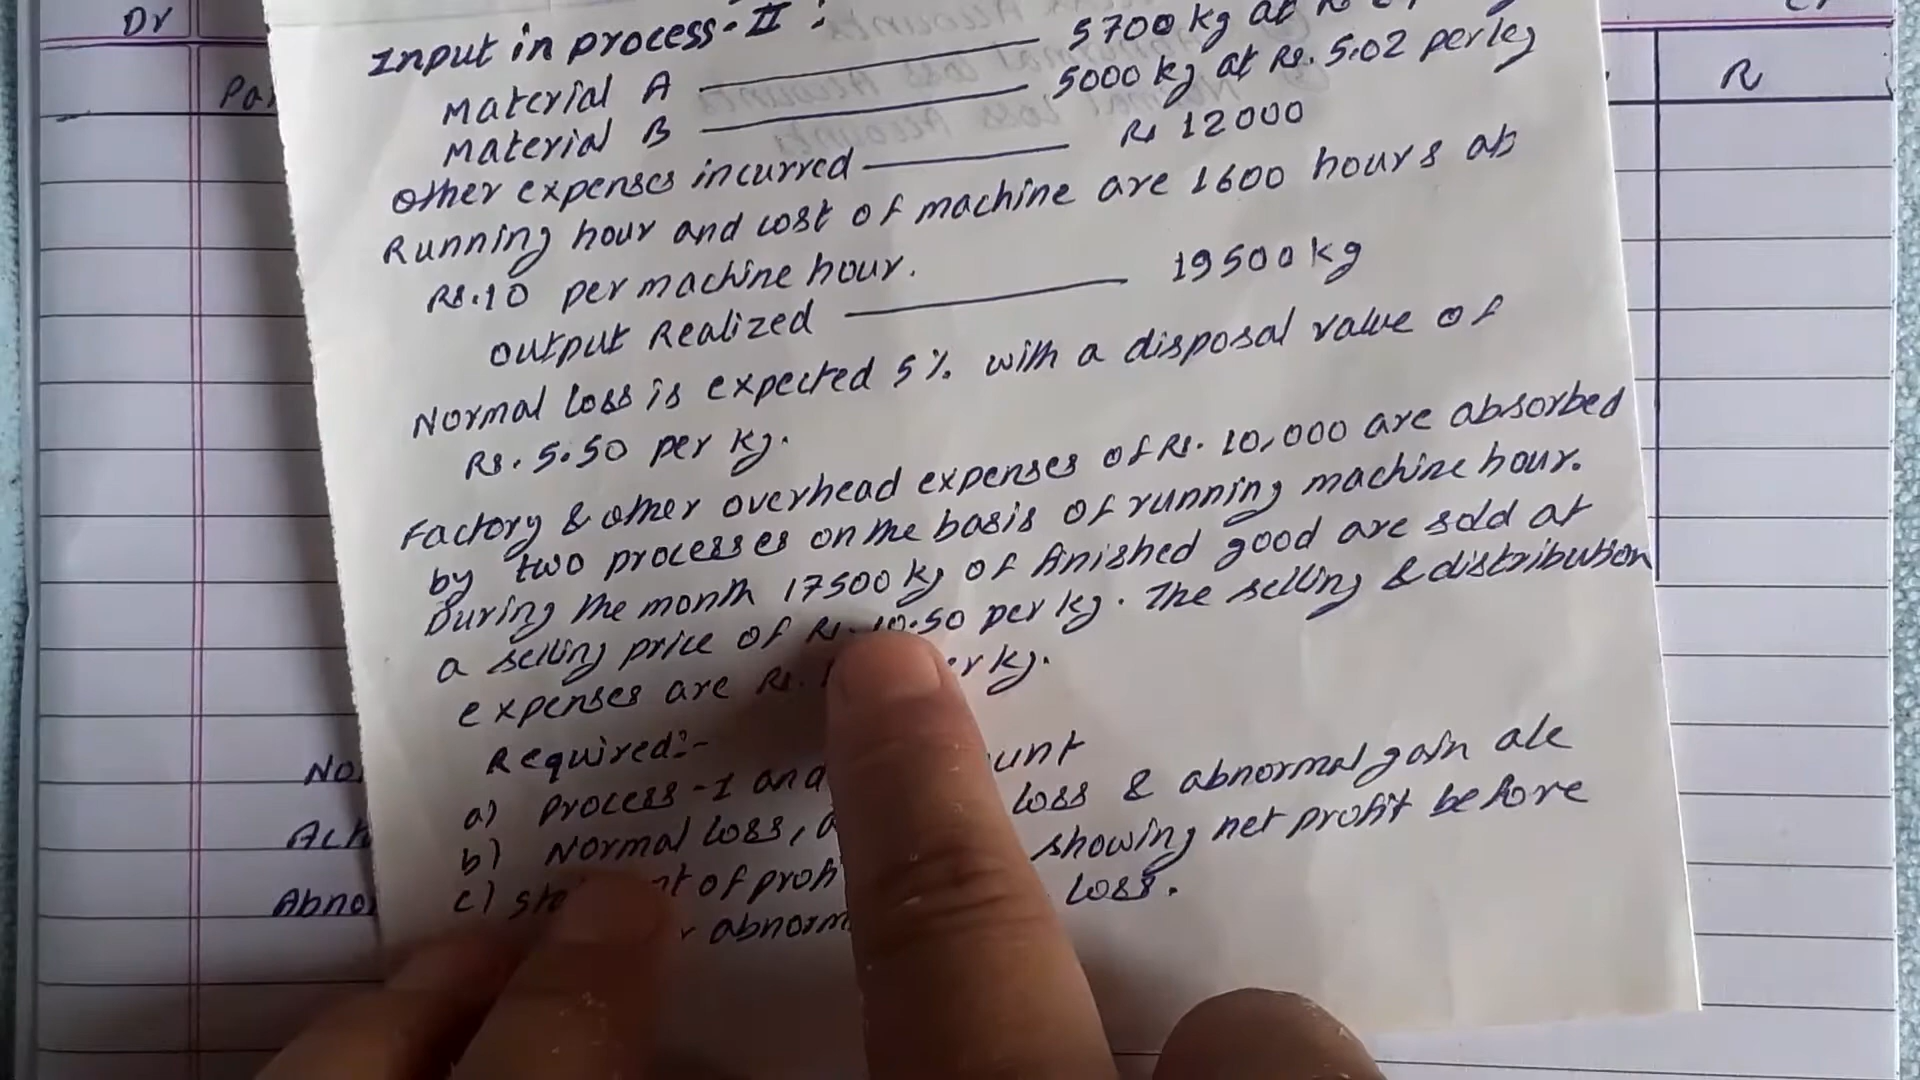 Dr
Input in process-II :
Material A ——— 5700 kg at
Material B ——— 5000 kg at Rs. 5.02 per kg
Other expenses incurred ——— Rs 12000
Running hour and cost of machine are 1600 hours at
Rs.10 per machine hour.
Output Realized ——— 19500 kg
Normal loss is expected 5% with a disposal value of
Rs. 5.50 per kg.
Factory & other overhead expenses of Rs. 10,000 are absorbed
by two processes on the basis of running machine hour.
During the month 17500 kg of finished good are sold at
a selling price of Rs. 10.50 per kg. The selling & distribution
expenses are Rs.
Required:-
a) Process-I and
b) Normal loss, loss & abnormal gain a/c
c) of showing net profit before
loss.
R